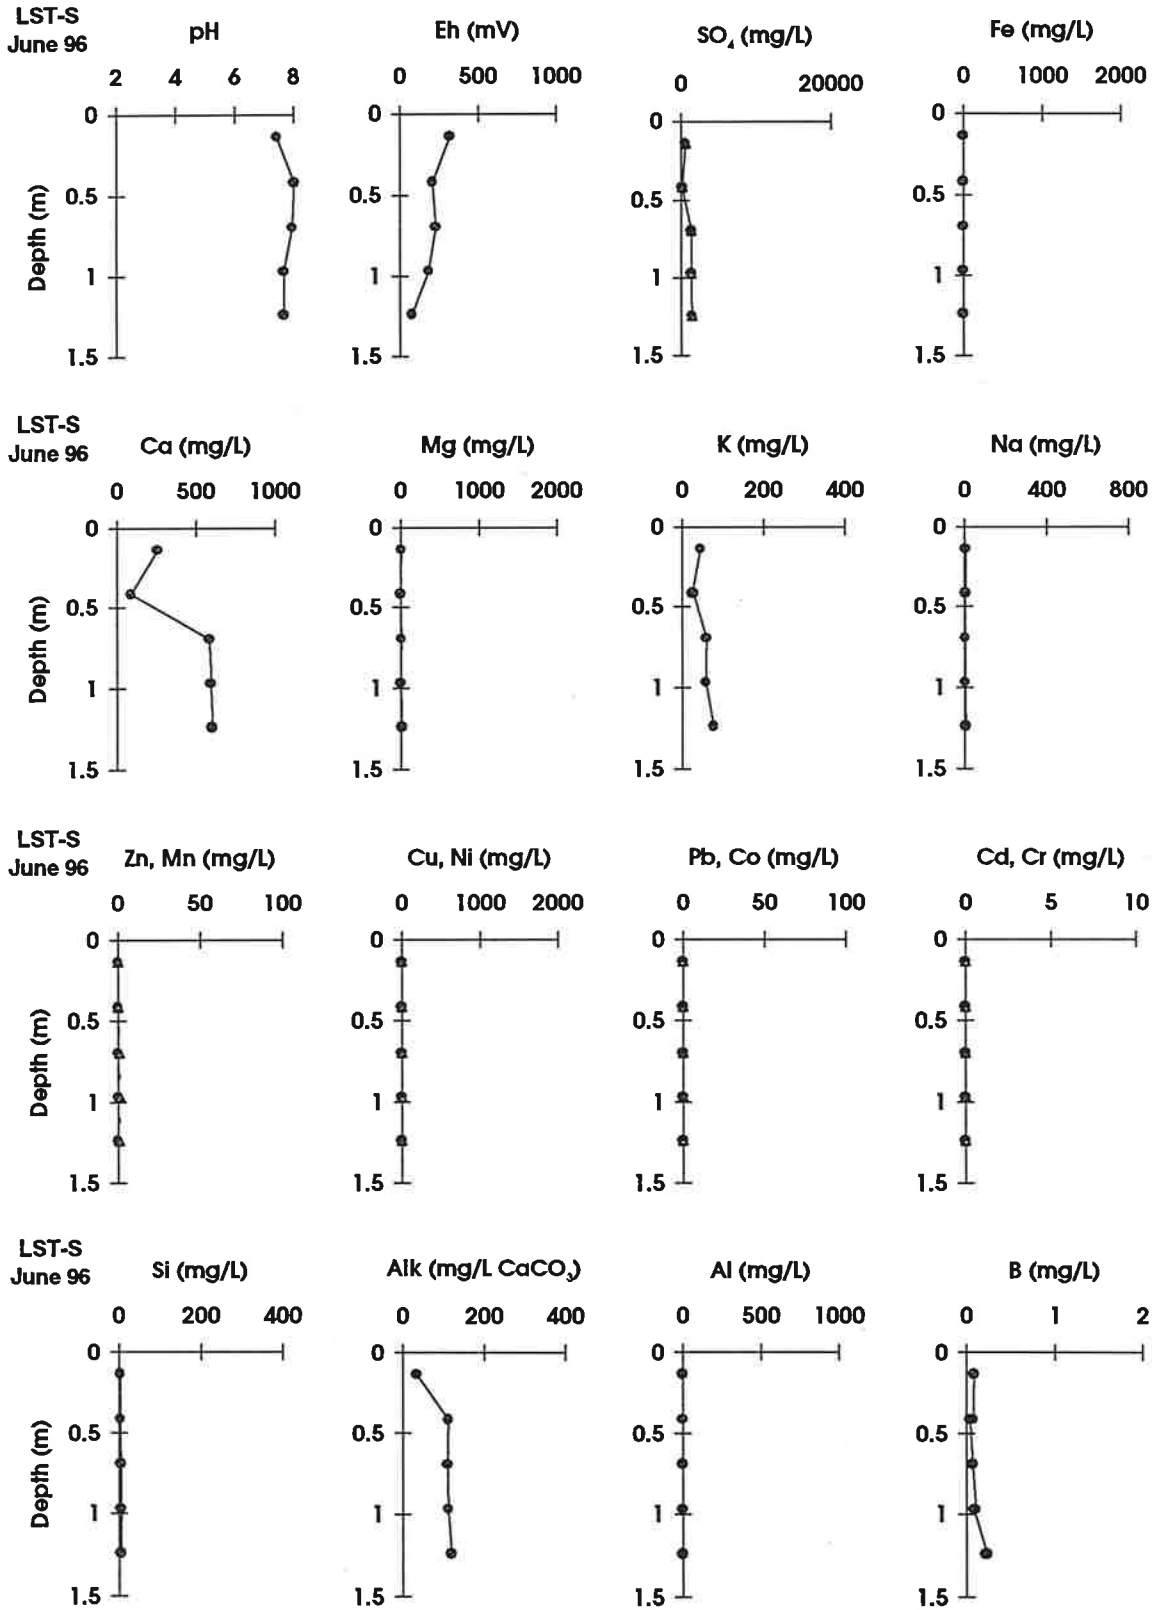 LST-S
June 96
pH
Eh (mV)
SO₄ (mg/L)
Fe (mg/L)
2 4 6 8
0 500 1000
0 20000
0 1000 2000
Depth (m)
0
0.5
1
1.5
0
0.5
1
1.5
0
0.5
1
1.5
0
0.5
1
1.5
LST-S
June 96
Ca (mg/L)
Mg (mg/L)
K (mg/L)
Na (mg/L)
0 500 1000
0 1000 2000
0 200 400
0 400 800
Depth (m)
0
0.5
1
1.5
0
0.5
1
1.5
0
0.5
1
1.5
0
0.5
1
1.5
LST-S
June 96
Zn, Mn (mg/L)
Cu, Ni (mg/L)
Pb, Co (mg/L)
Cd, Cr (mg/L)
0 50 100
0 1000 2000
0 50 100
0 5 10
Depth (m)
0
0.5
1
1.5
0
0.5
1
1.5
0
0.5
1
1.5
0
0.5
1
1.5
LST-S
June 96
Si (mg/L)
Alk (mg/L CaCO₃)
Al (mg/L)
B (mg/L)
0 200 400
0 200 400
0 500 1000
0 1 2
Depth (m)
0
0.5
1
1.5
0
0.5
1
1.5
0
0.5
1
1.5
0
0.5
1
1.5